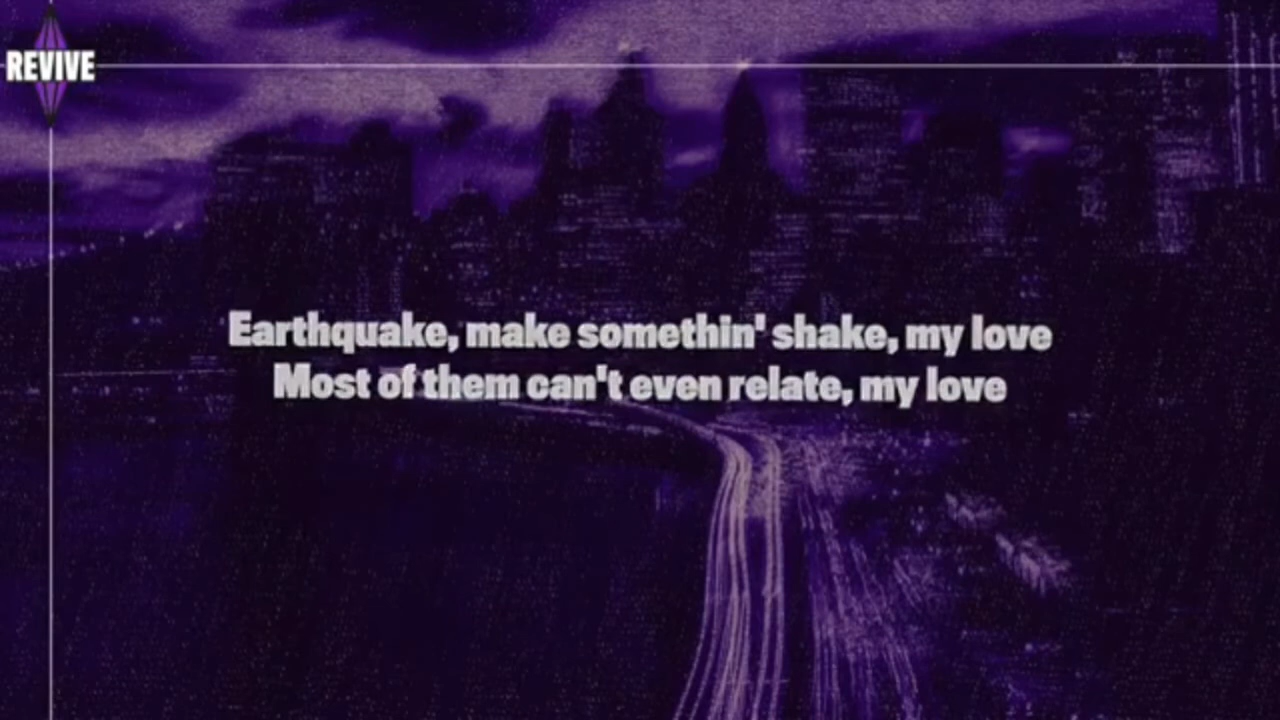 REVIVE
Earthquake, make somethin' shake, my love
Most of them can't even relate, my love